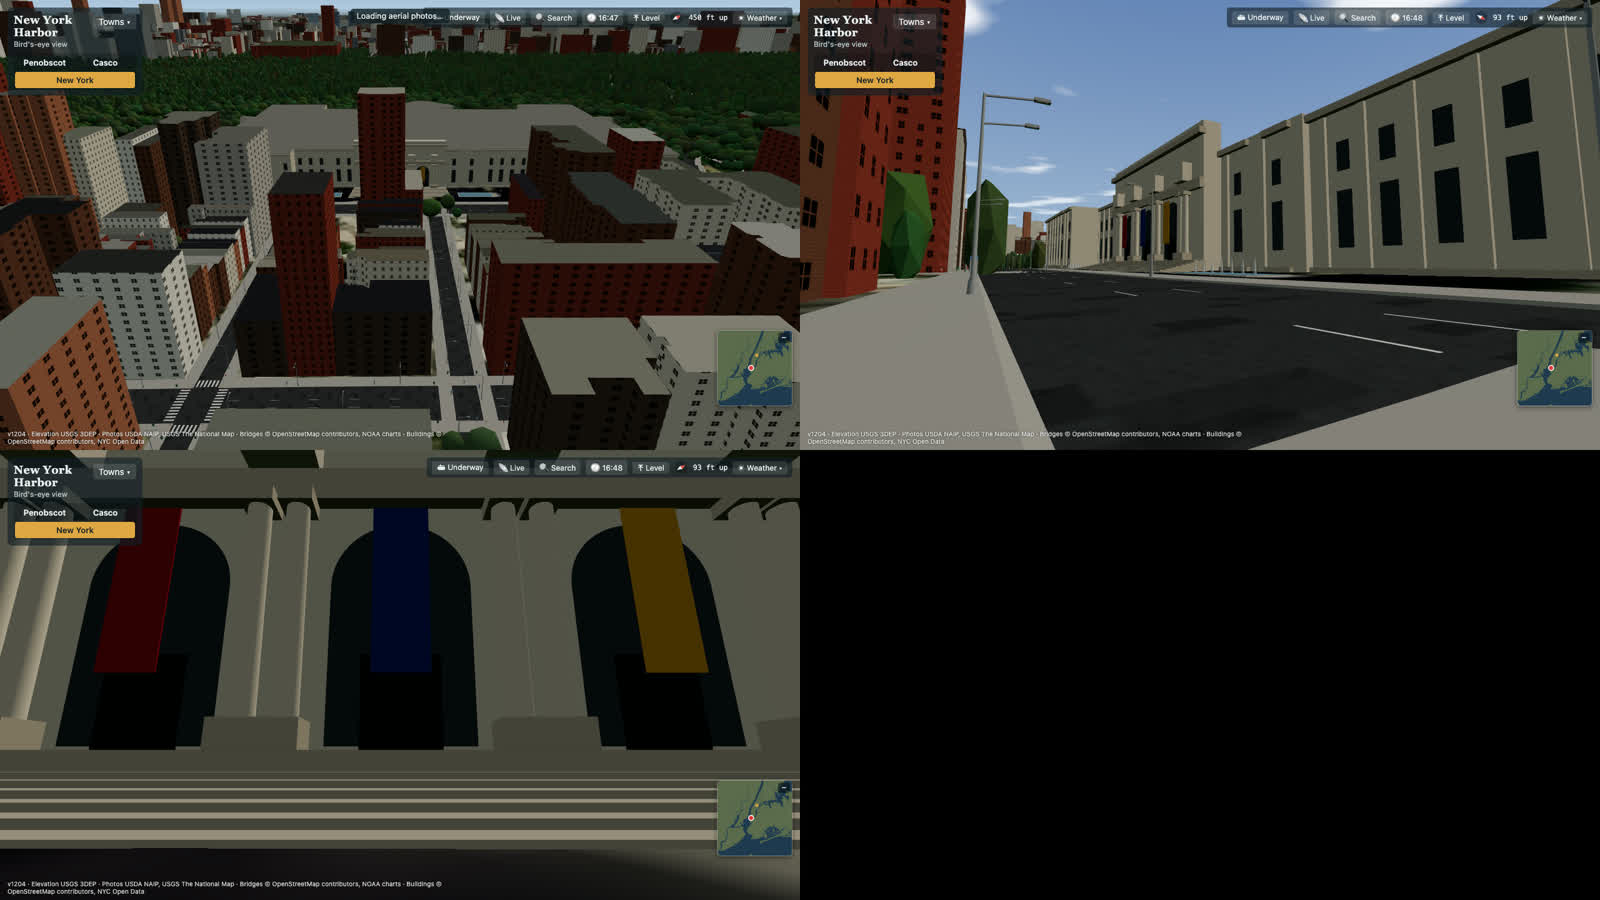 New York
Harbor
Bird's-eye view
Towns
Penobscot
Casco
New York
Loading aerial photos...
nderway
Live
Search
16:47
Level
450 ft up
Weather
v1204 · Elevation USGS 3DEP · Photos USDA NAIP, USGS The National Map · Bridges © OpenStreetMap contributors, NOAA charts · Buildings ©
OpenStreetMap contributors, NYC Open Data
New York
Harbor
Bird's-eye view
Towns
Penobscot
Casco
New York
Underway
Live
Search
16:48
Level
93 ft up
Weather
v1204 · Elevation USGS 3DEP · Photos USDA NAIP, USGS The National Map · Bridges © OpenStreetMap contributors, NOAA charts · Buildings ©
OpenStreetMap contributors, NYC Open Data
New York
Harbor
Bird's-eye view
Towns
Penobscot
Casco
New York
Underway
Live
Search
16:48
Level
93 ft up
Weather
v1204 · Elevation USGS 3DEP · Photos USDA NAIP, USGS The National Map · Bridges © OpenStreetMap contributors, NOAA charts · Buildings ©
OpenStreetMap contributors, NYC Open Data